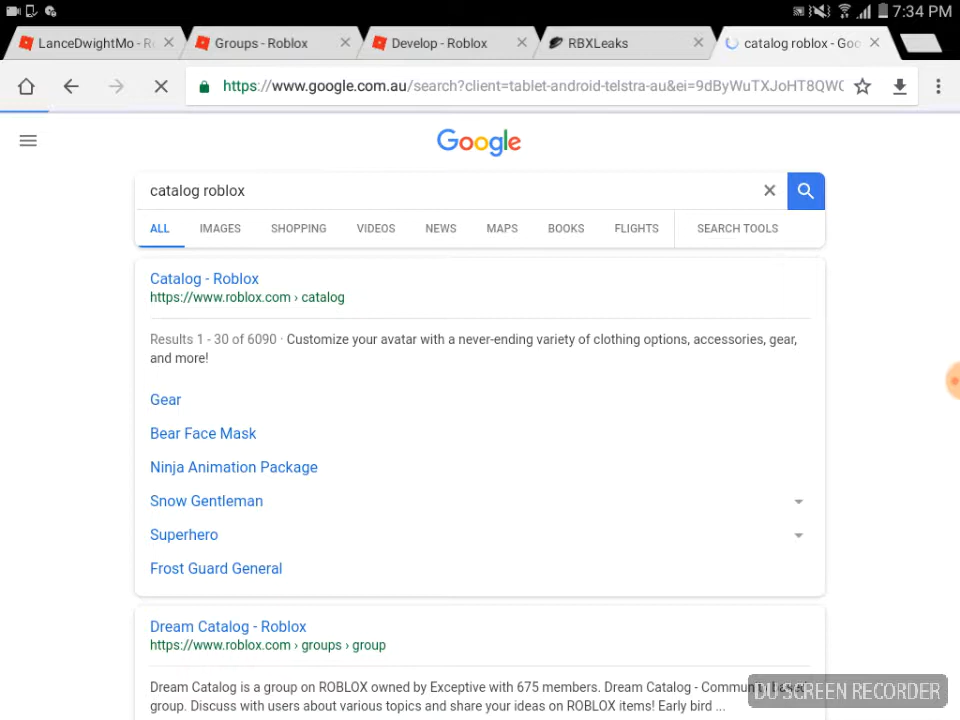 7:34 PM
LanceDwightMo - Ro
Groups - Roblox
Develop - Roblox
RBXLeaks
catalog roblox - Goo
https://www.google.com.au/search?client=tablet-android-telstra-au&ei=9dByWuTXJoHT8QWC
Google
catalog roblox
ALL IMAGES SHOPPING VIDEOS NEWS MAPS BOOKS FLIGHTS SEARCH TOOLS
Catalog - Roblox
https://www.roblox.com › catalog
Results 1 - 30 of 6090 · Customize your avatar with a never-ending variety of clothing options, accessories, gear,
and more!
Gear
Bear Face Mask
Ninja Animation Package
Snow Gentleman
Superhero
Frost Guard General
Dream Catalog - Roblox
https://www.roblox.com › groups › group
Dream Catalog is a group on ROBLOX owned by Exceptive with 675 members. Dream Catalog -
group. Discuss with users about various topics and share your ideas on ROBLOX items! Early bird ...
DU SCREEN RECORDER